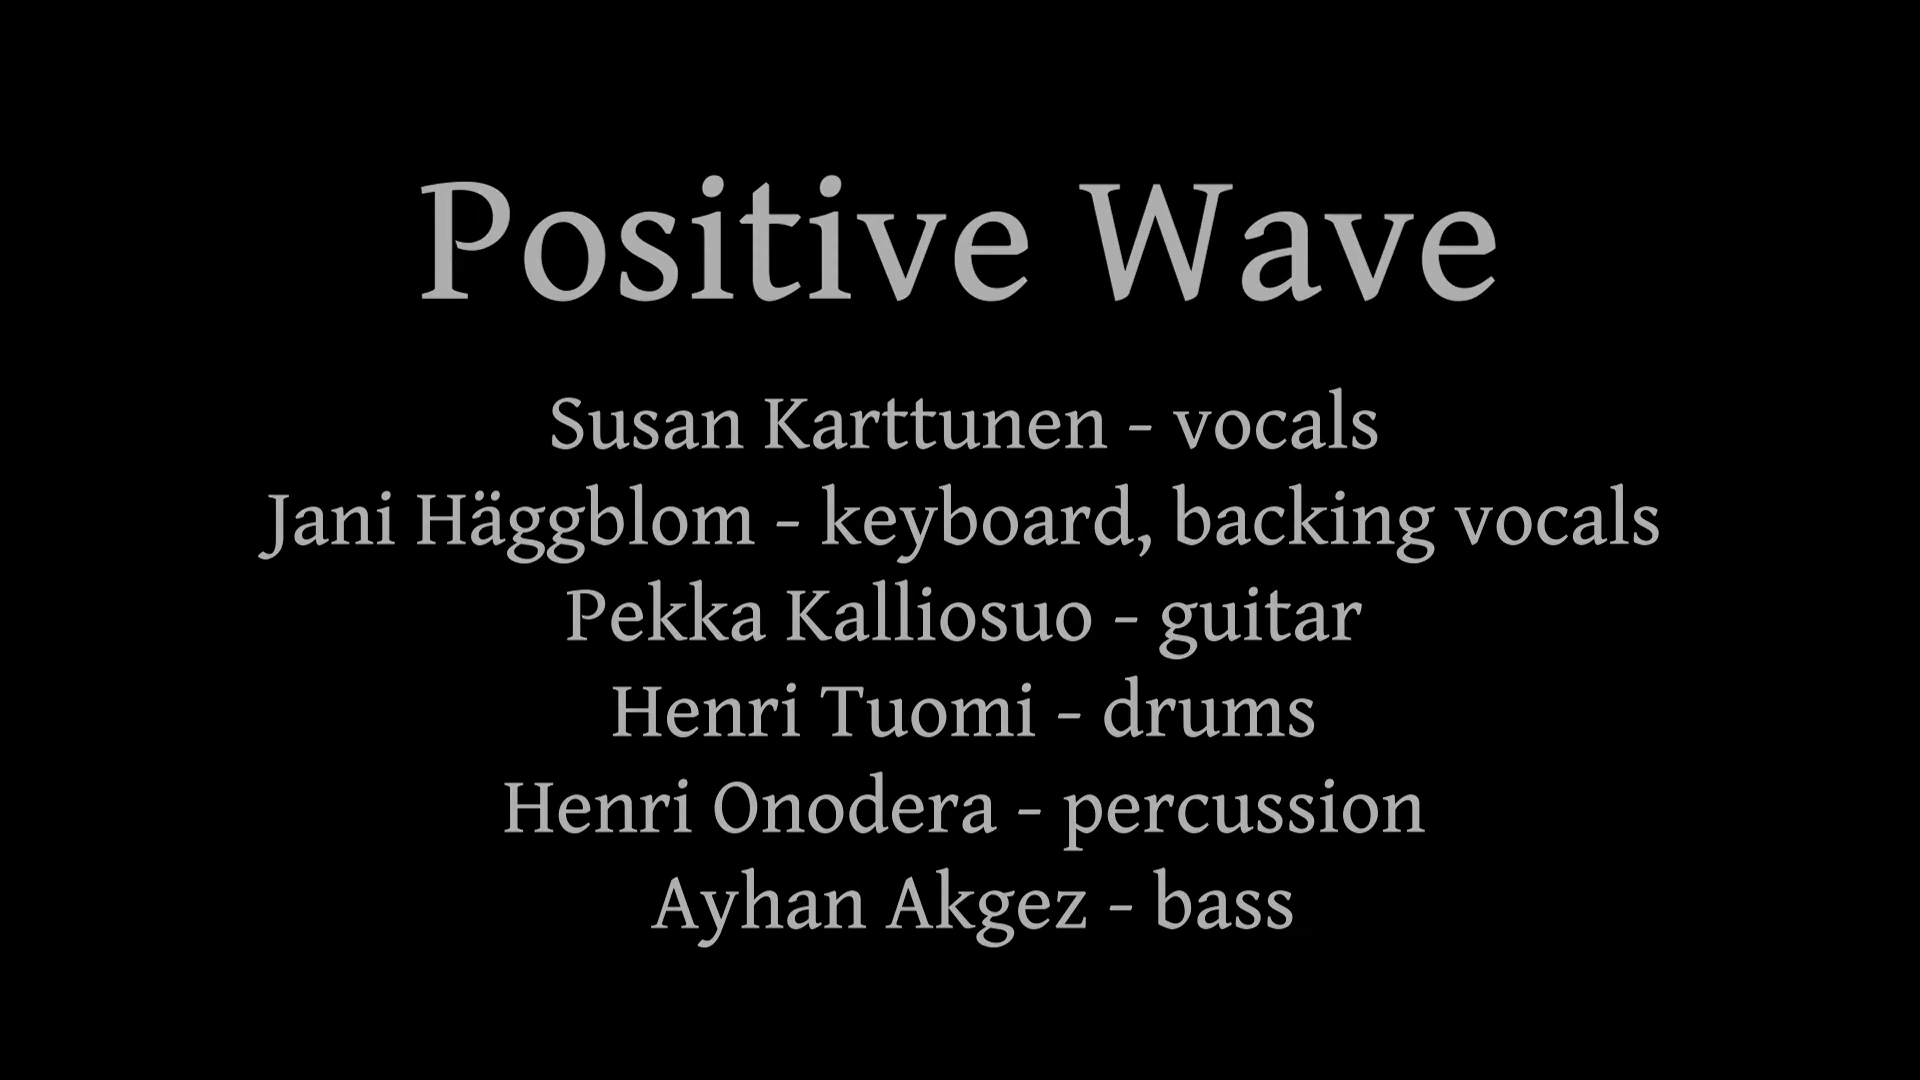 Positive Wave
Susan Karttunen - vocals
Jani Häggblom - keyboard, backing vocals
Pekka Kalliosuo - guitar
Henri Tuomi - drums
Henri Onodera - percussion
Ayhan Akgez - bass